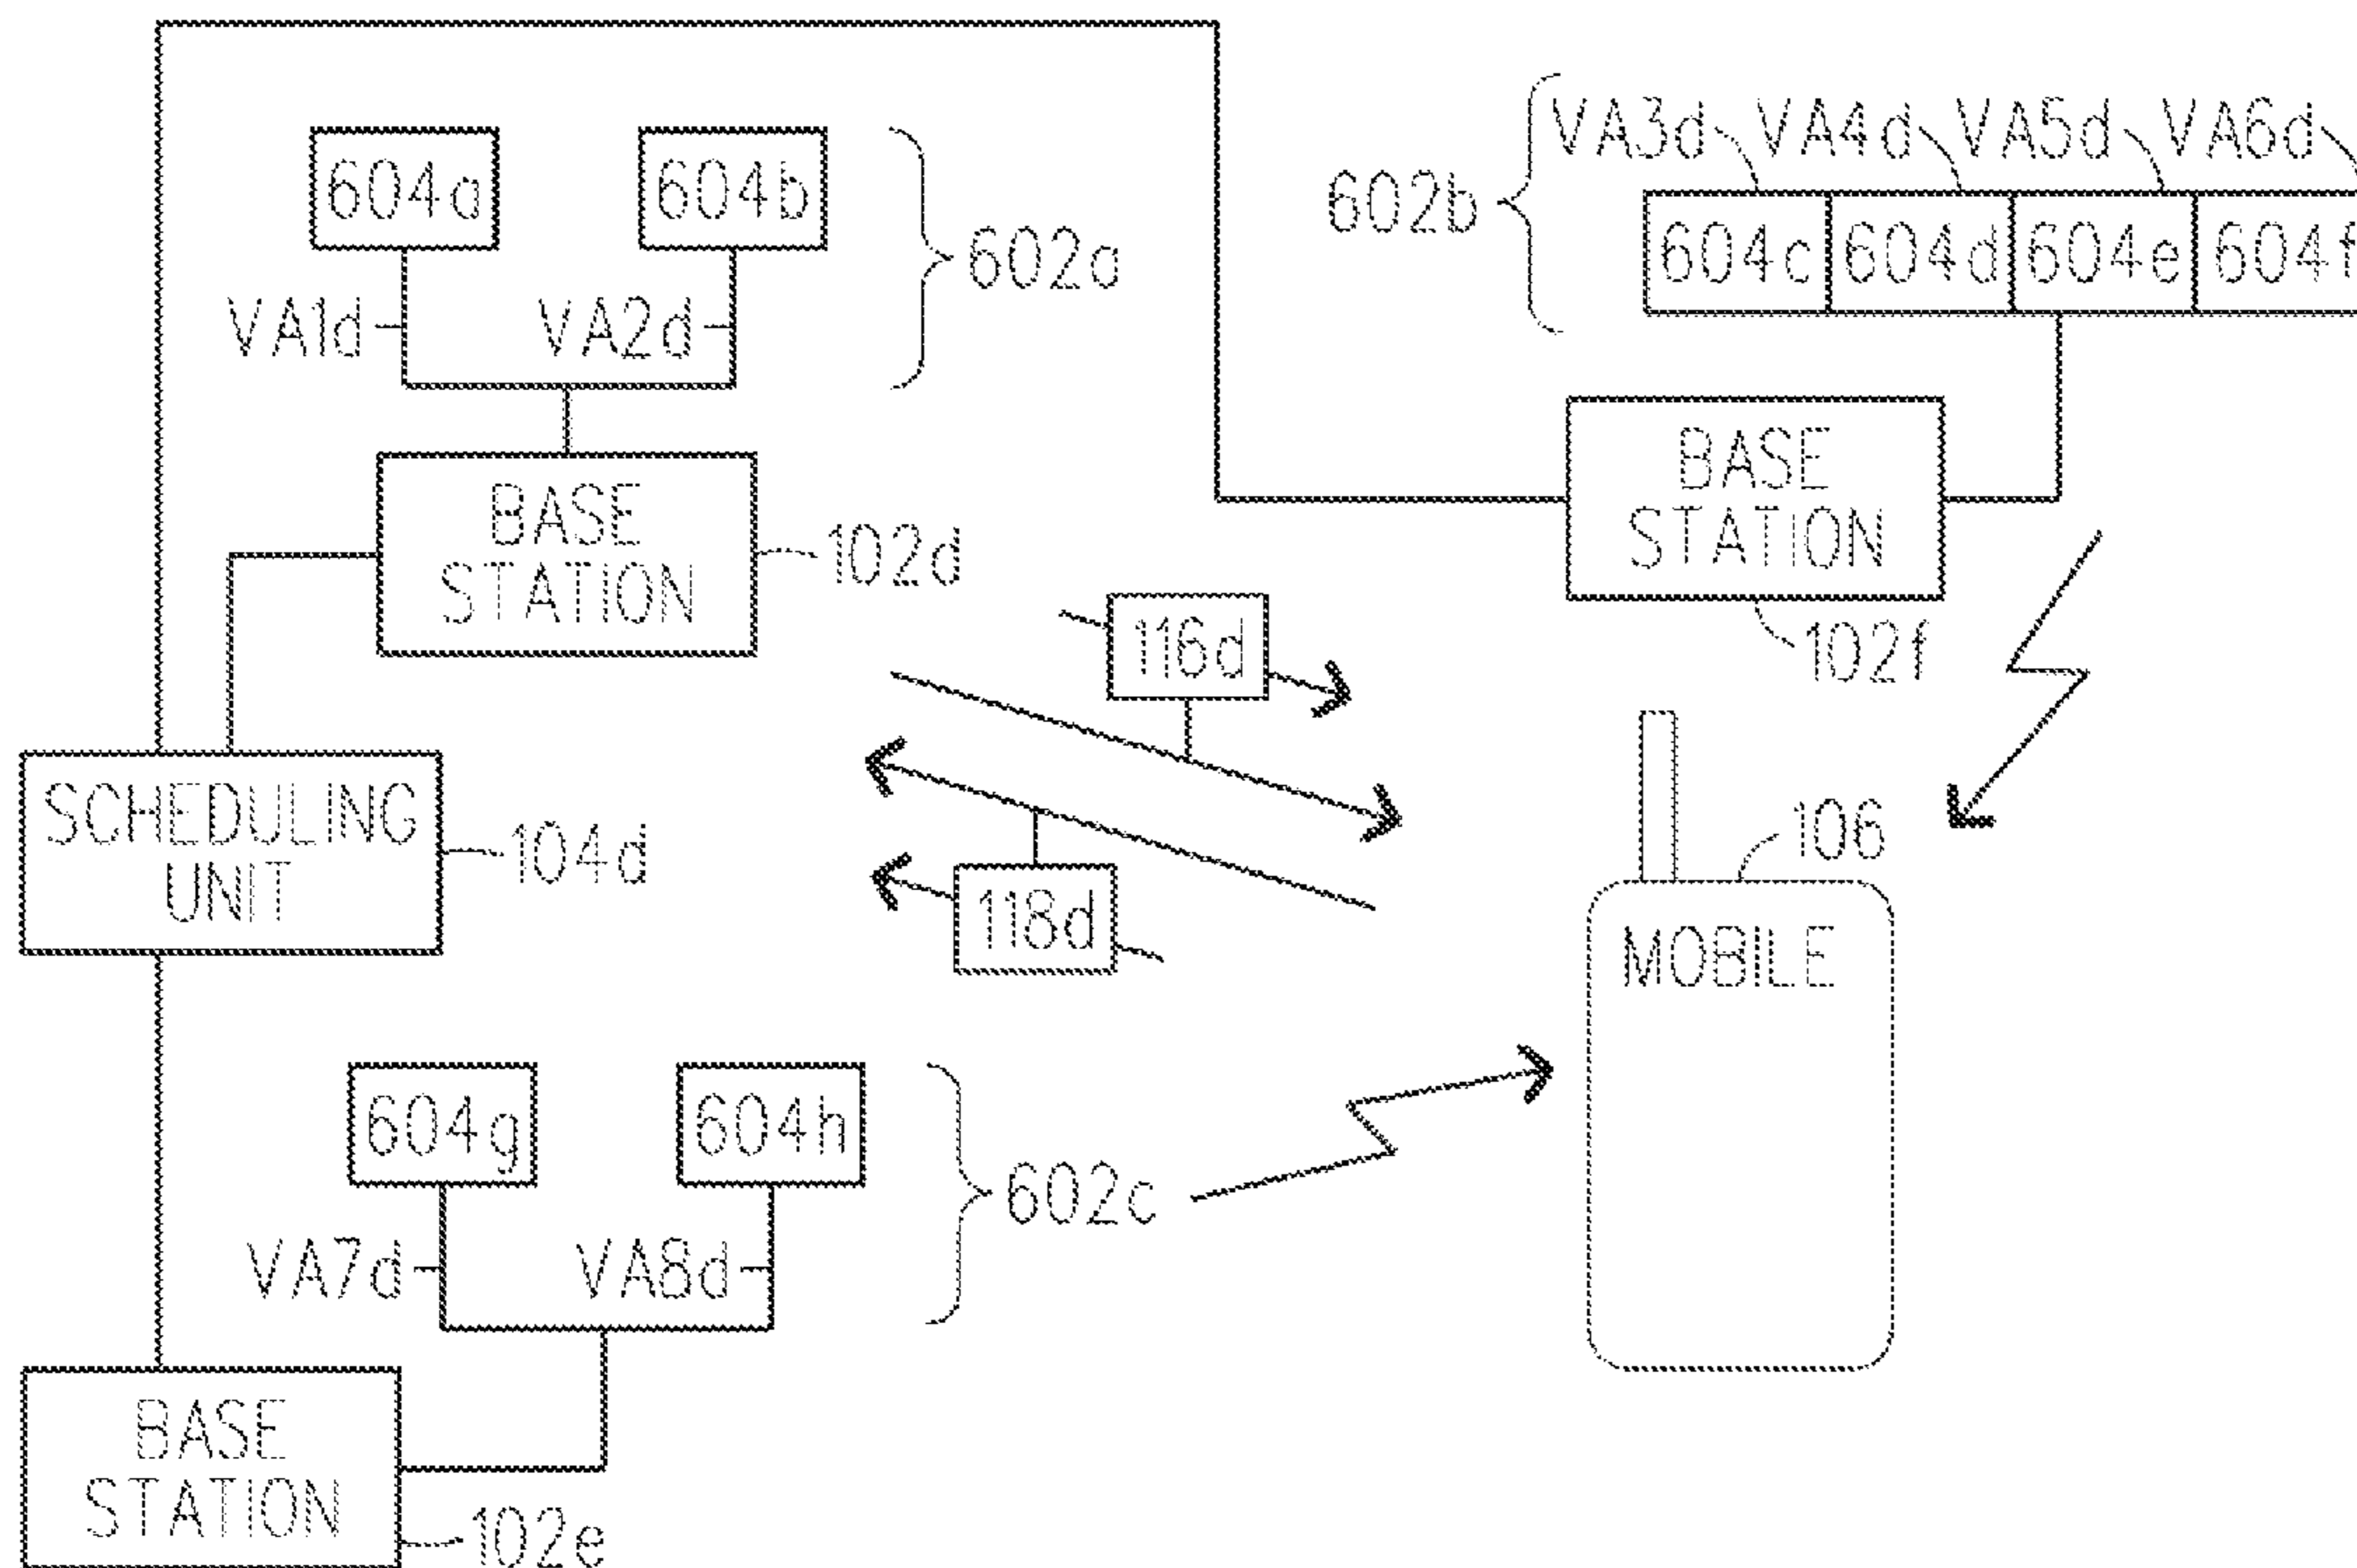 604a
604b
602a
VA1d
VA2d
602b
VA3d
VA4d
VA5d
VA6d
604c
604d
604e
604f
BASE
STATION
102d
BASE
STATION
102f
116d
SCHEDULING
UNIT
104d
118d
106
MOBILE
604g
604h
602c
VA7d
VA8d
BASE
STATION
102e